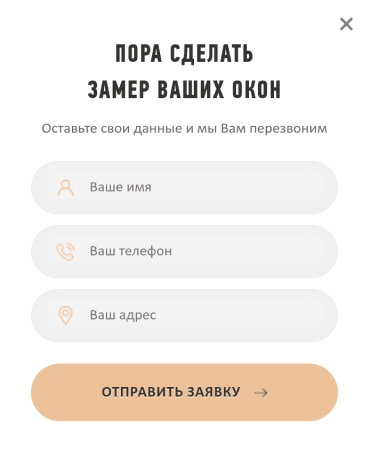 ПОРА СДЕЛАТЬ
ЗАМЕР ВАШИХ ОКОН
Оставьте свои данные и мы Вам перезвоним
Ваше имя
Ваш телефон
Ваш адрес
ОТПРАВИТЬ ЗАЯВКУ →